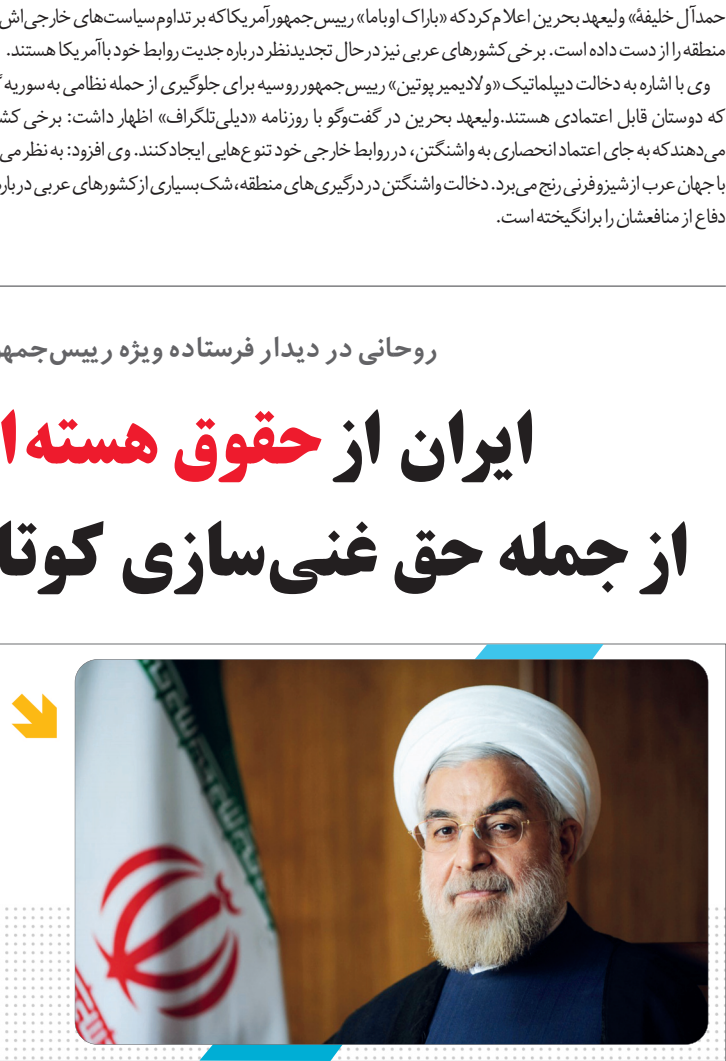 حمدآل خلیفهٔ» ولیعهد بحرین اعلام کرد که «باراک اوباما» رییس‌جمهور آمریکا که بر تداوم سیاست‌های خارجی‌اش
منطقه را از دست داده است. برخی کشورهای عربی نیز در حال تجدیدنظر درباره جدیت روابط خود با آمریکا هستند.
وی با اشاره به دخالت دیپلماتیک «ولادیمیر پوتین» رییس‌جمهور روسیه برای جلوگیری از حمله نظامی به سوریه
که دوستان قابل اعتمادی هستند.ولیعهد بحرین در گفت‌وگو با روزنامه «دیلی‌تلگراف» اظهار داشت: برخی کش
می‌دهند که به جای اعتماد انحصاری به واشنگتن، در روابط خارجی خود تنوع‌هایی ایجاد کنند. وی افزود: به نظر می
با جهان عرب از شیزوفرنی رنج می‌برد. دخالت واشنگتن در درگیری‌های منطقه، شک بسیاری از کشورهای عربی دربار
دفاع از منافعشان را برانگیخته است.
روحانی در دیدار فرستاده ویژه رییس‌جمهو
ایران از حقوق هسته‌ا
از جمله حق غنی‌سازی کوتا